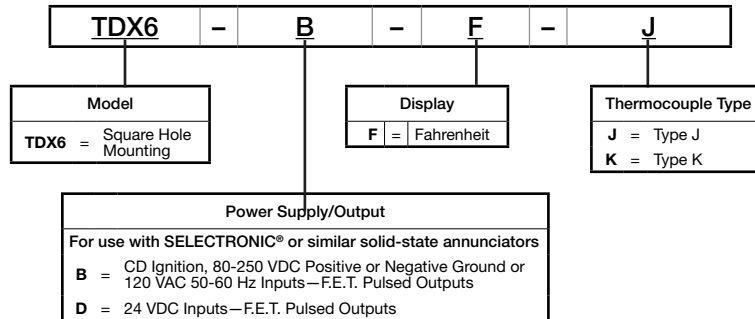 TDX6 – B – F – J
Model
TDX6 = Square Hole
Mounting
Display
F = Fahrenheit
Thermocouple Type
J = Type J
K = Type K
Power Supply/Output
For use with SELECTRONIC® or similar solid-state annunciators
B = CD Ignition, 80-250 VDC Positive or Negative Ground or
120 VAC 50-60 Hz Inputs—F.E.T. Pulsed Outputs
D = 24 VDC Inputs—F.E.T. Pulsed Outputs